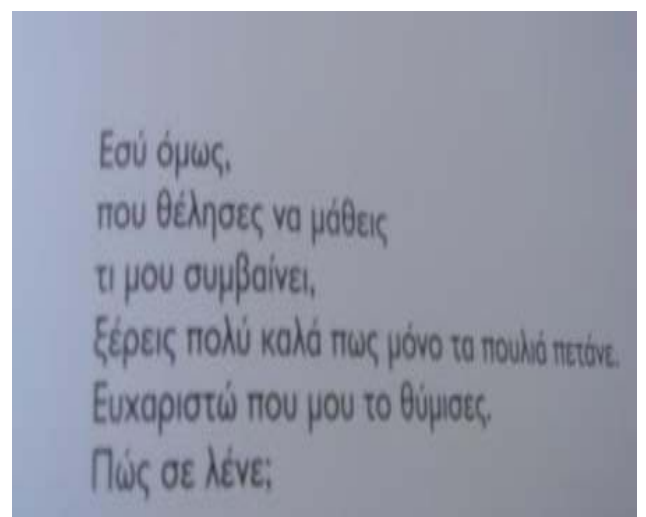 Εσύ όμως,
που θέλησες να μάθεις
τι μου συμβαίνει,
ξέρεις πολύ καλά πως μόνο τα πουλιά πετάνε.
Ευχαριστώ που μου το θύμισες.
Πώς σε λένε;